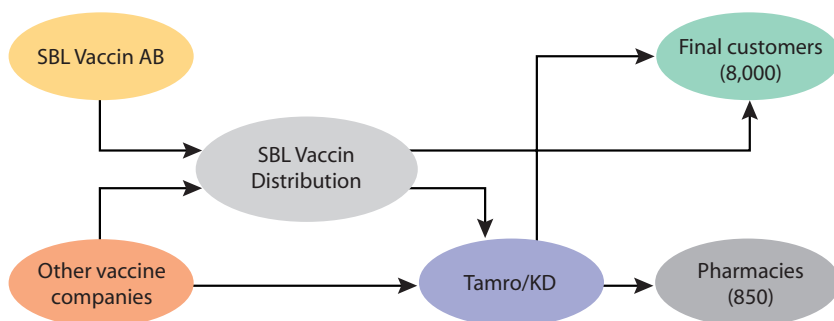 SBL Vaccin AB
Final customers
(8,000)
SBL Vaccin
Distribution
Other vaccine
companies
Tamro/KD
Pharmacies
(850)